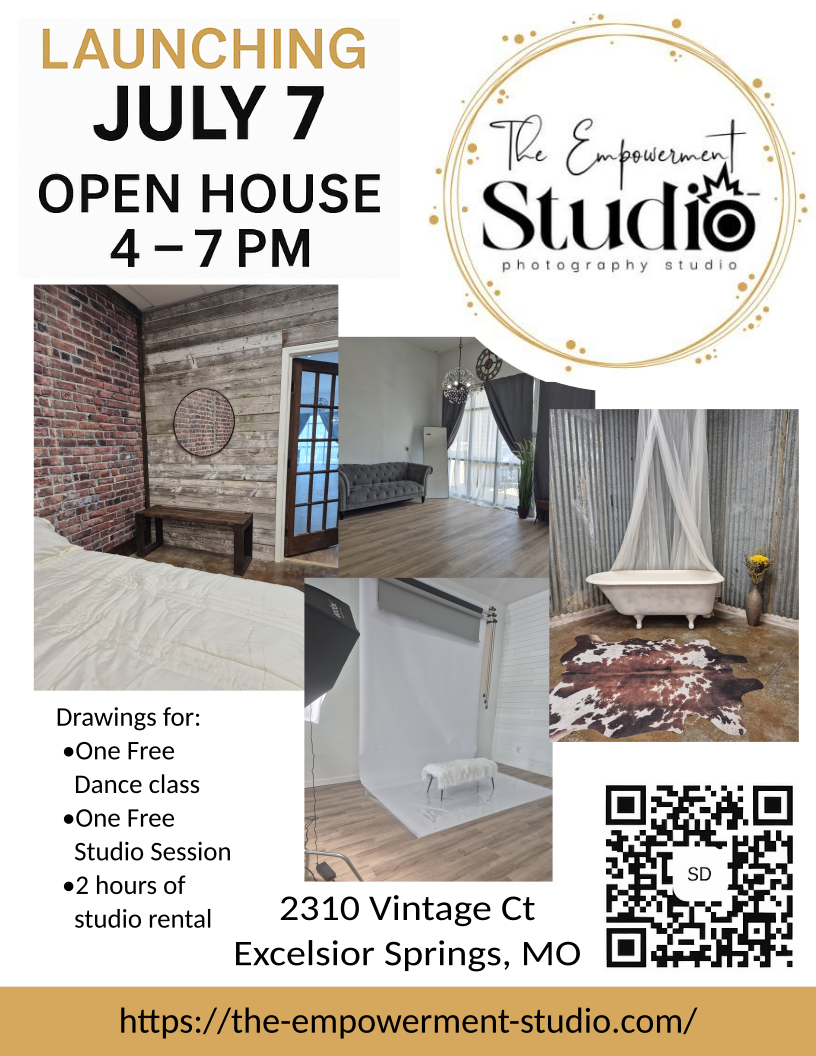 LAUNCHING
JULY 7
OPEN HOUSE
4 – 7 PM
The Empowerment
Studio
photography studio
Drawings for:
•One Free
Dance class
•One Free
Studio Session
•2 hours of
studio rental
2310 Vintage Ct
Excelsior Springs, MO
SD
https://the-empowerment-studio.com/